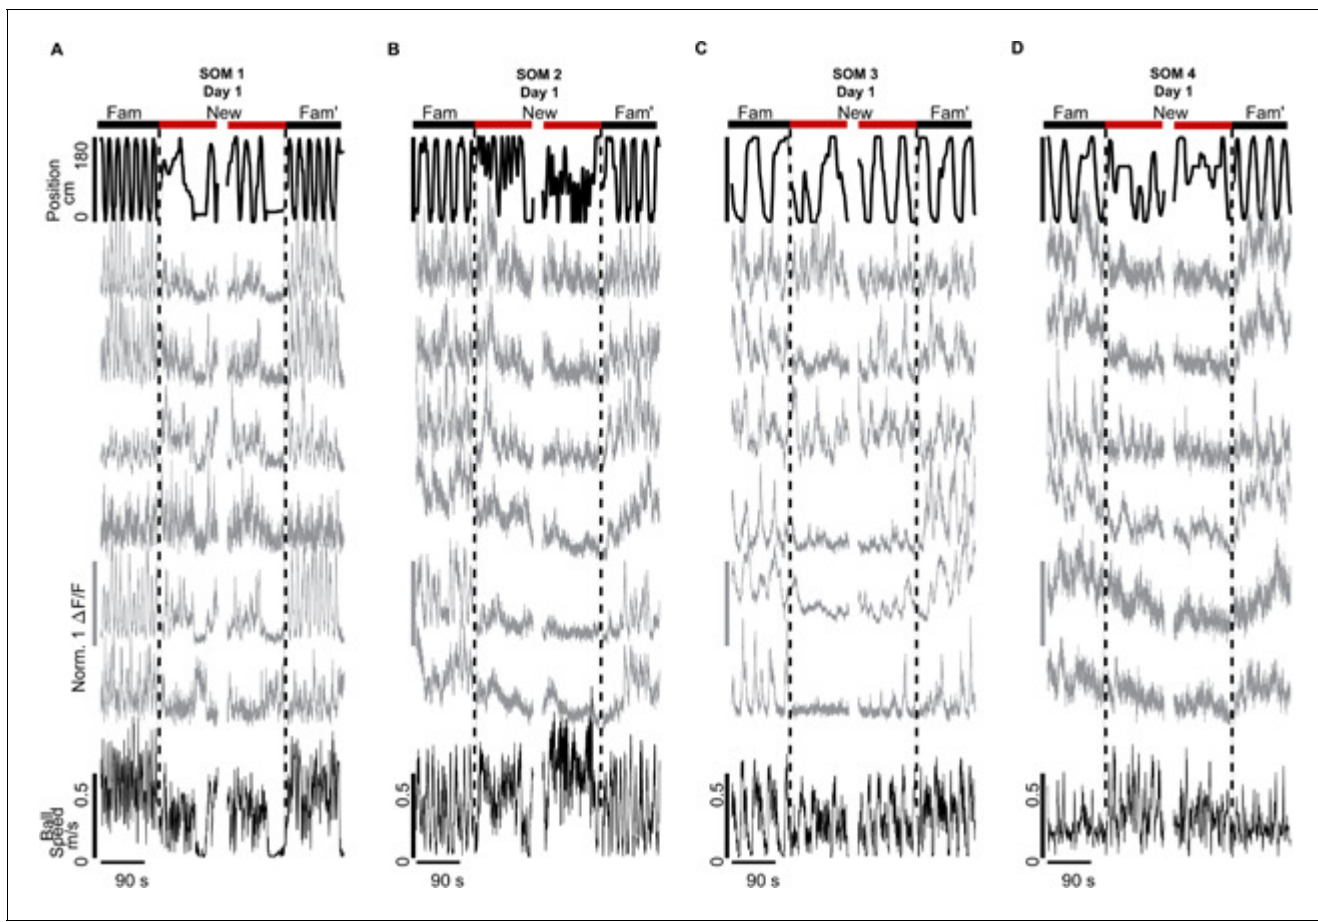 A
SOM 1
Day 1
Fam New Fam'
180
0
Position
cm
Norm. 1 ΔF/F
0.5
0
Ball
Speed
m/s
90 s
B
SOM 2
Day 1
Fam New Fam'
0.5
0
90 s
C
SOM 3
Day 1
Fam New Fam'
0.5
0
90 s
D
SOM 4
Day 1
Fam New Fam'
0.5
0
90 s